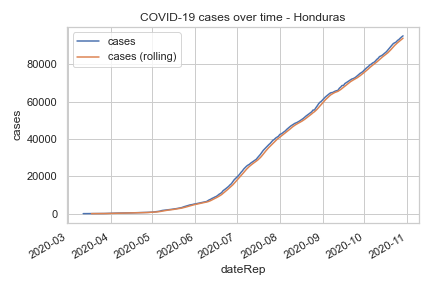 COVID-19 cases over time - Honduras
cases
cases (rolling)
80000
60000
40000
20000
0
cases
2020-03
2020-04
2020-05
2020-06
2020-07
2020-08
2020-09
2020-10
2020-11
dateRep